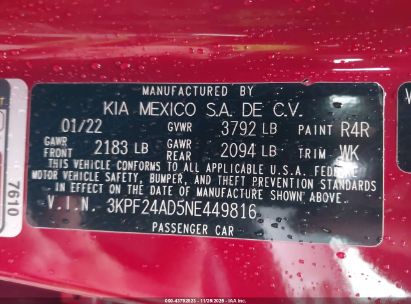 MANUFACTURED BY
KIA MEXICO S.A. DE C.V.
01/22 GVWR 3792 LB PAINT R4R
GAWR FRONT 2183 LB GAWR REAR 2094 LB TRIM WK
THIS VEHICLE CONFORMS TO ALL APPLICABLE U.S.A. FEDERAL
MOTOR VEHICLE SAFETY, BUMPER, AND THEFT PREVENTION STANDARDS
IN EFFECT ON THE DATE OF MANUFACTURE SHOWN ABOVE.
V.I.N. 3KPF24AD5NE449816
PASSENGER CAR
7610